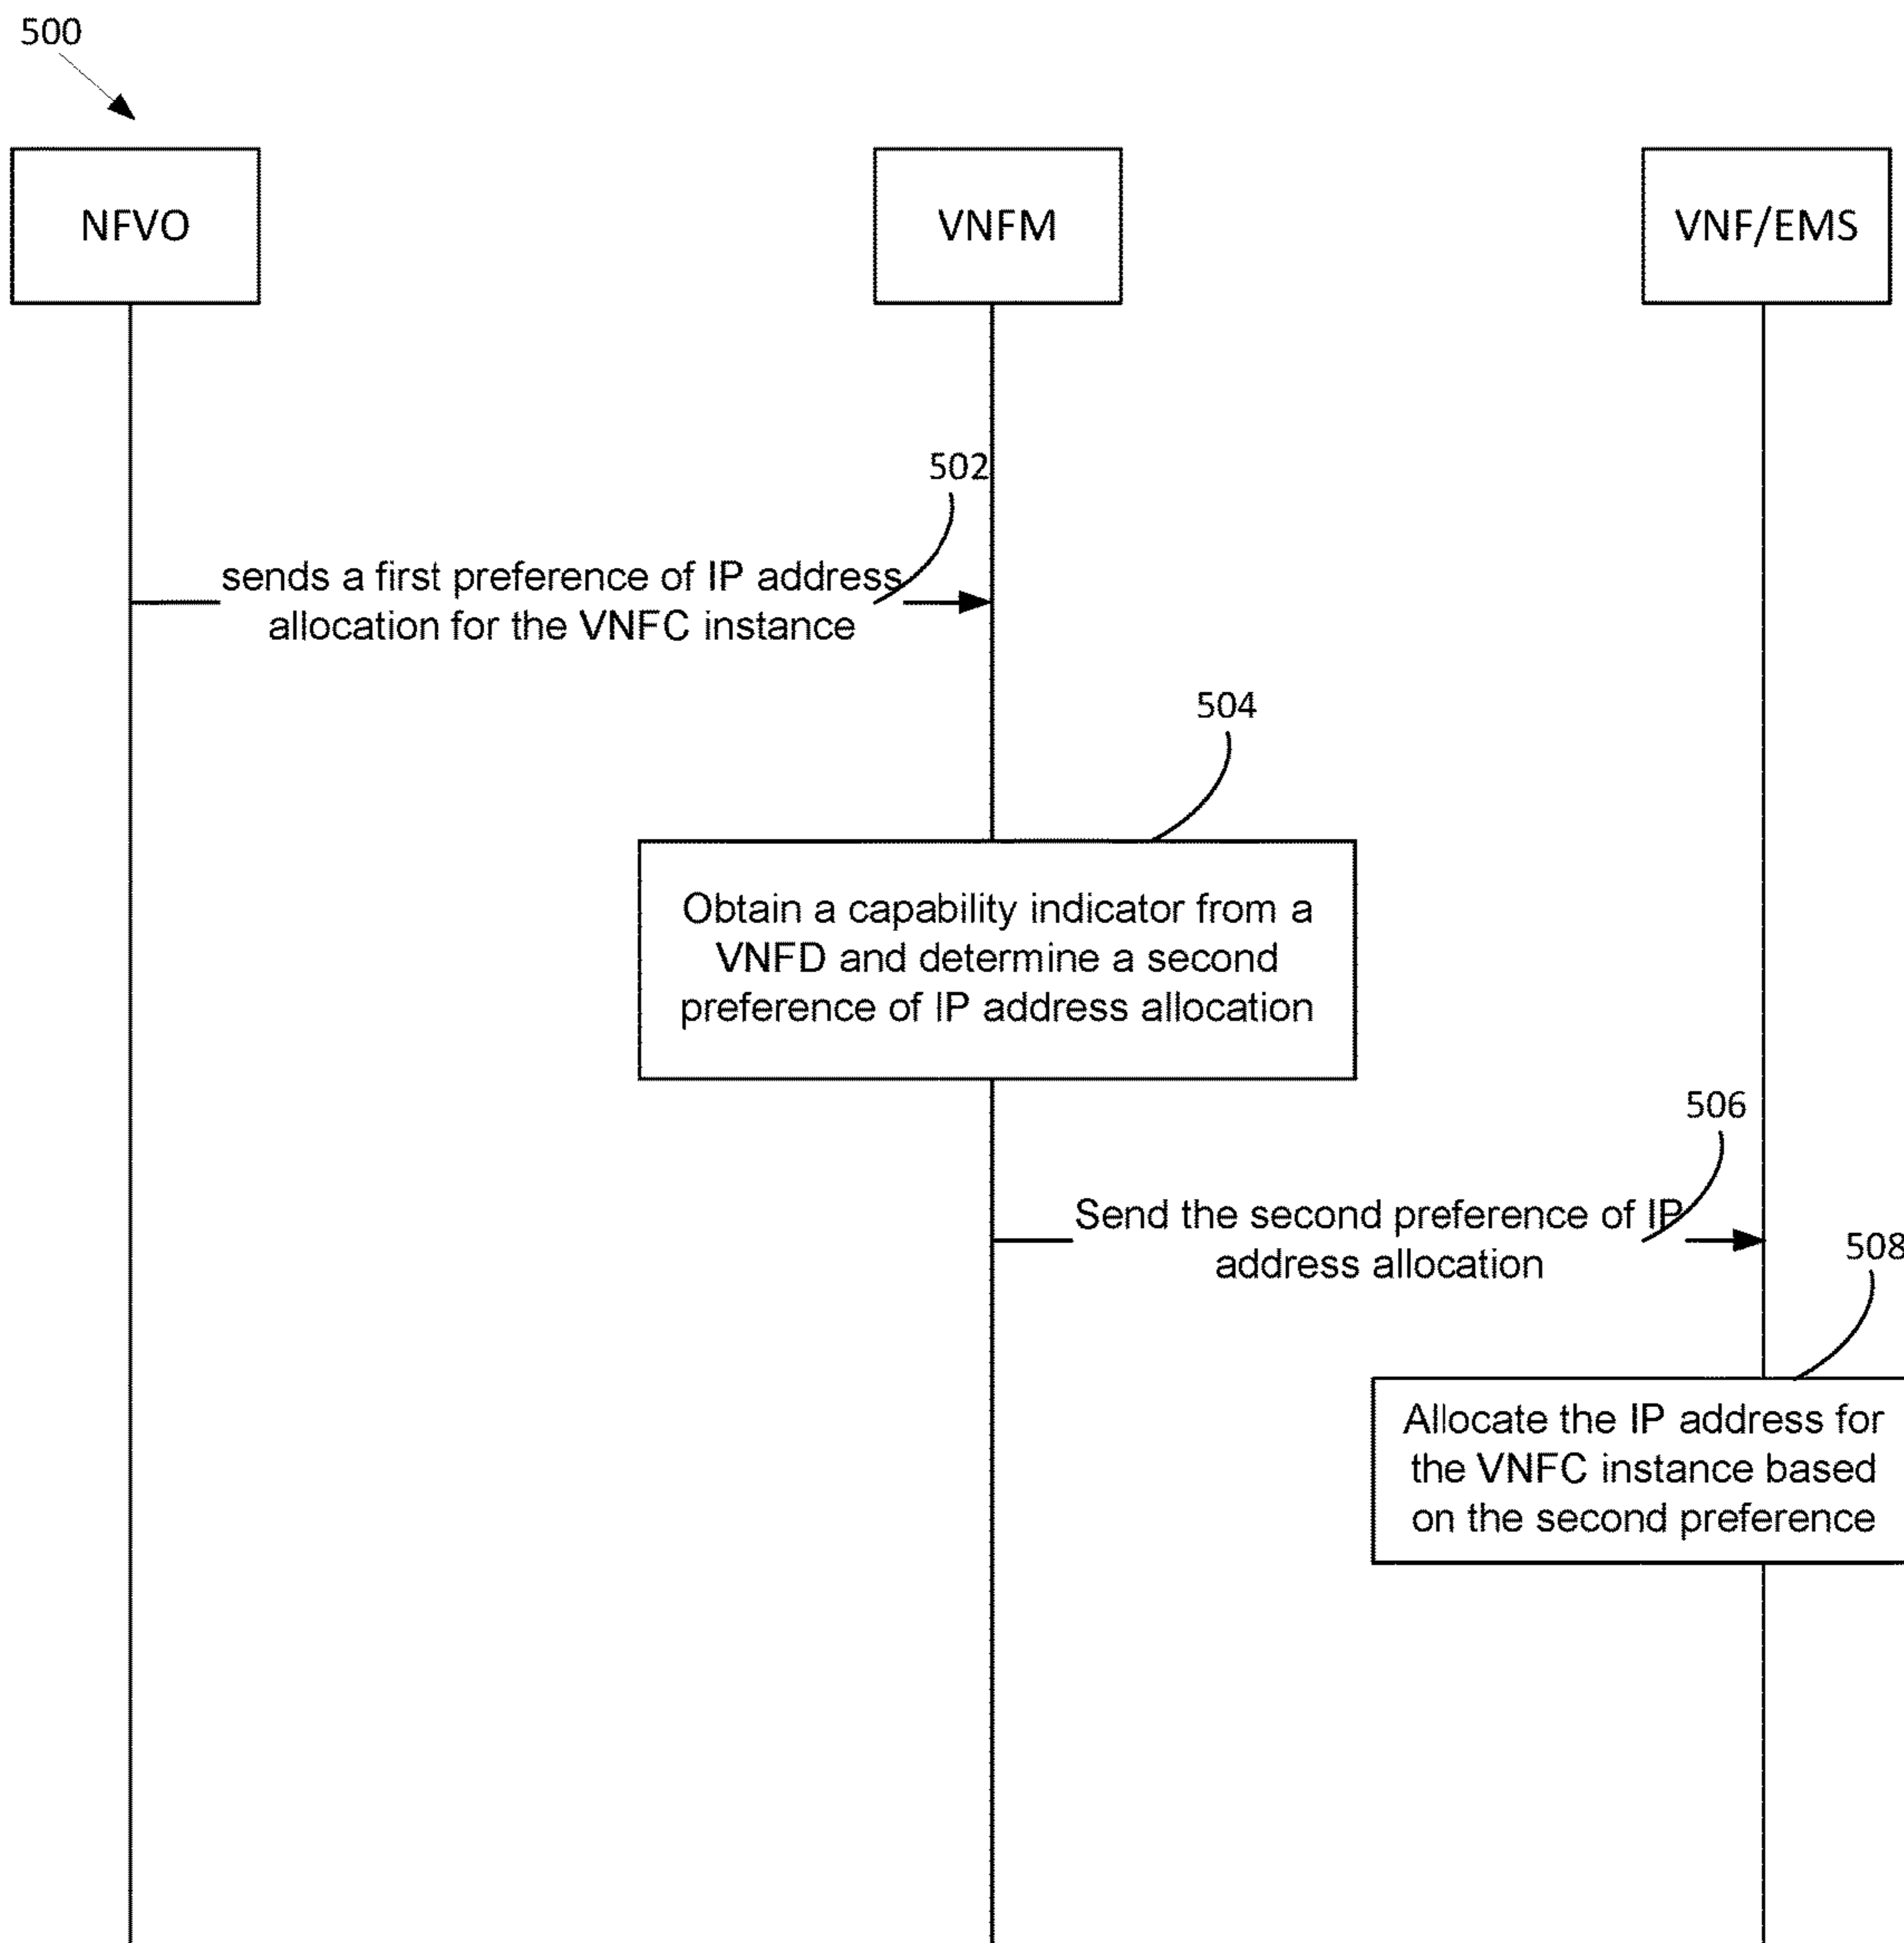 500
NFVO
VNFM
VNF/EMS
502
sends a first preference of IP address
allocation for the VNFC instance
504
Obtain a capability indicator from a
VNFD and determine a second
preference of IP address allocation
506
Send the second preference of IP
address allocation
508
Allocate the IP address for
the VNFC instance based
on the second preference